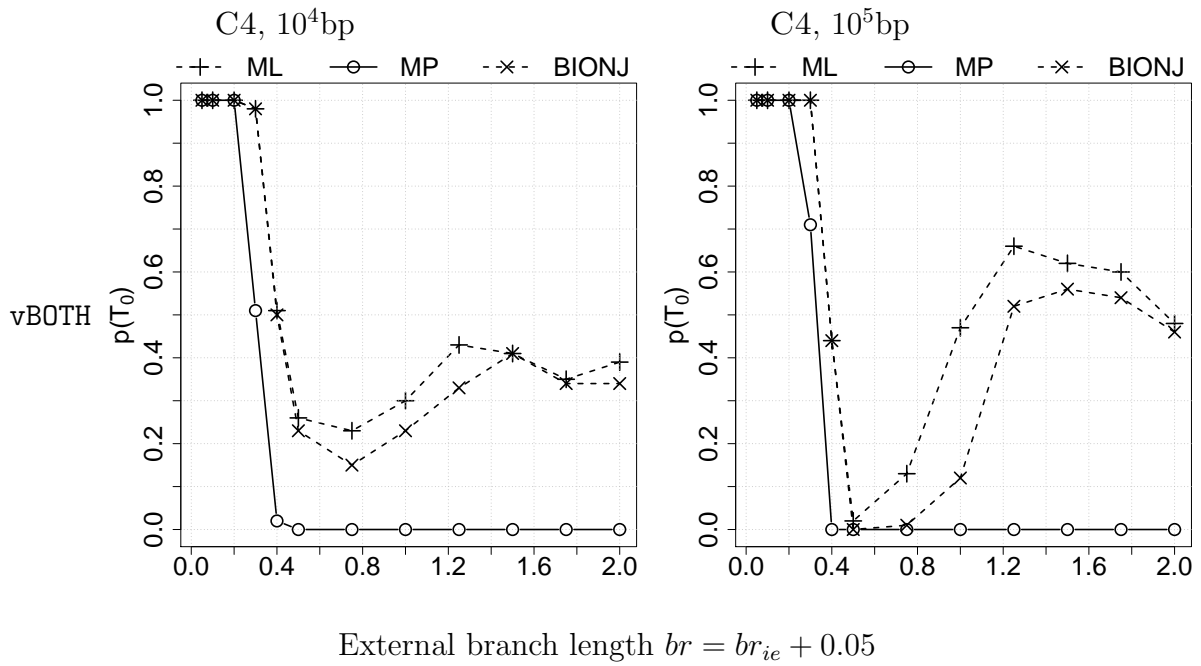 C4, 10⁴bp
C4, 10⁵bp
ML MP BIONJ
ML MP BIONJ
vBOTH
p(T₀)
0.0 0.2 0.4 0.6 0.8 1.0
0.0 0.4 0.8 1.2 1.6 2.0
p(T₀)
0.0 0.2 0.4 0.6 0.8 1.0
0.0 0.4 0.8 1.2 1.6 2.0
External branch length br = br_ie + 0.05